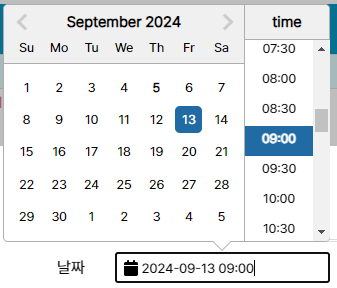 September 2024
Su Mo Tu We Th Fr Sa
1 2 3 4 5 6 7
8 9 10 11 12 13 14
15 16 17 18 19 20 21
22 23 24 25 26 27 28
29 30 1 2 3 4 5
time
07:30
08:00
08:30
09:00
09:30
10:00
10:30
날짜
2024-09-13 09:00